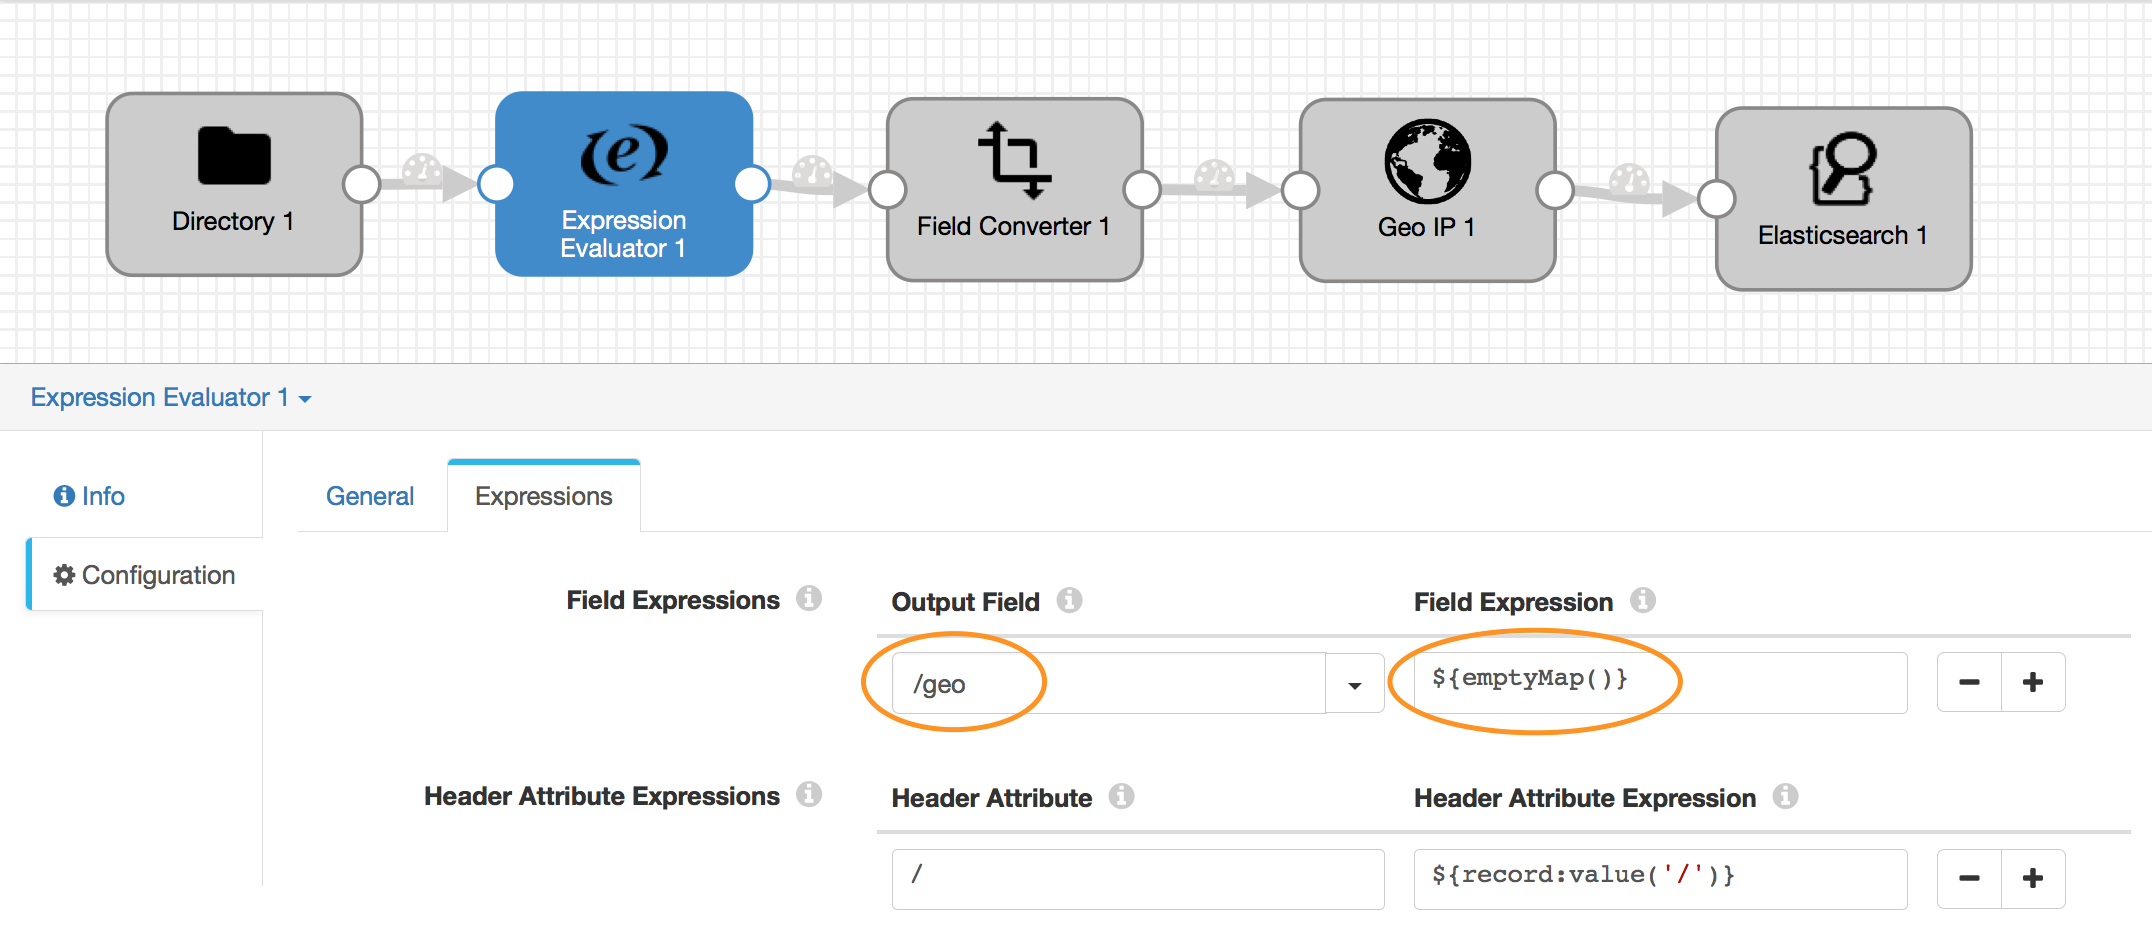 Directory 1
Expression
Evaluator 1
Field Converter 1
Geo IP 1
Elasticsearch 1
Expression Evaluator 1
Info
Configuration
General
Expressions
Field Expressions
Output Field
Field Expression
/geo
${emptyMap()}
Header Attribute Expressions
Header Attribute
Header Attribute Expression
/
${record:value('/')}